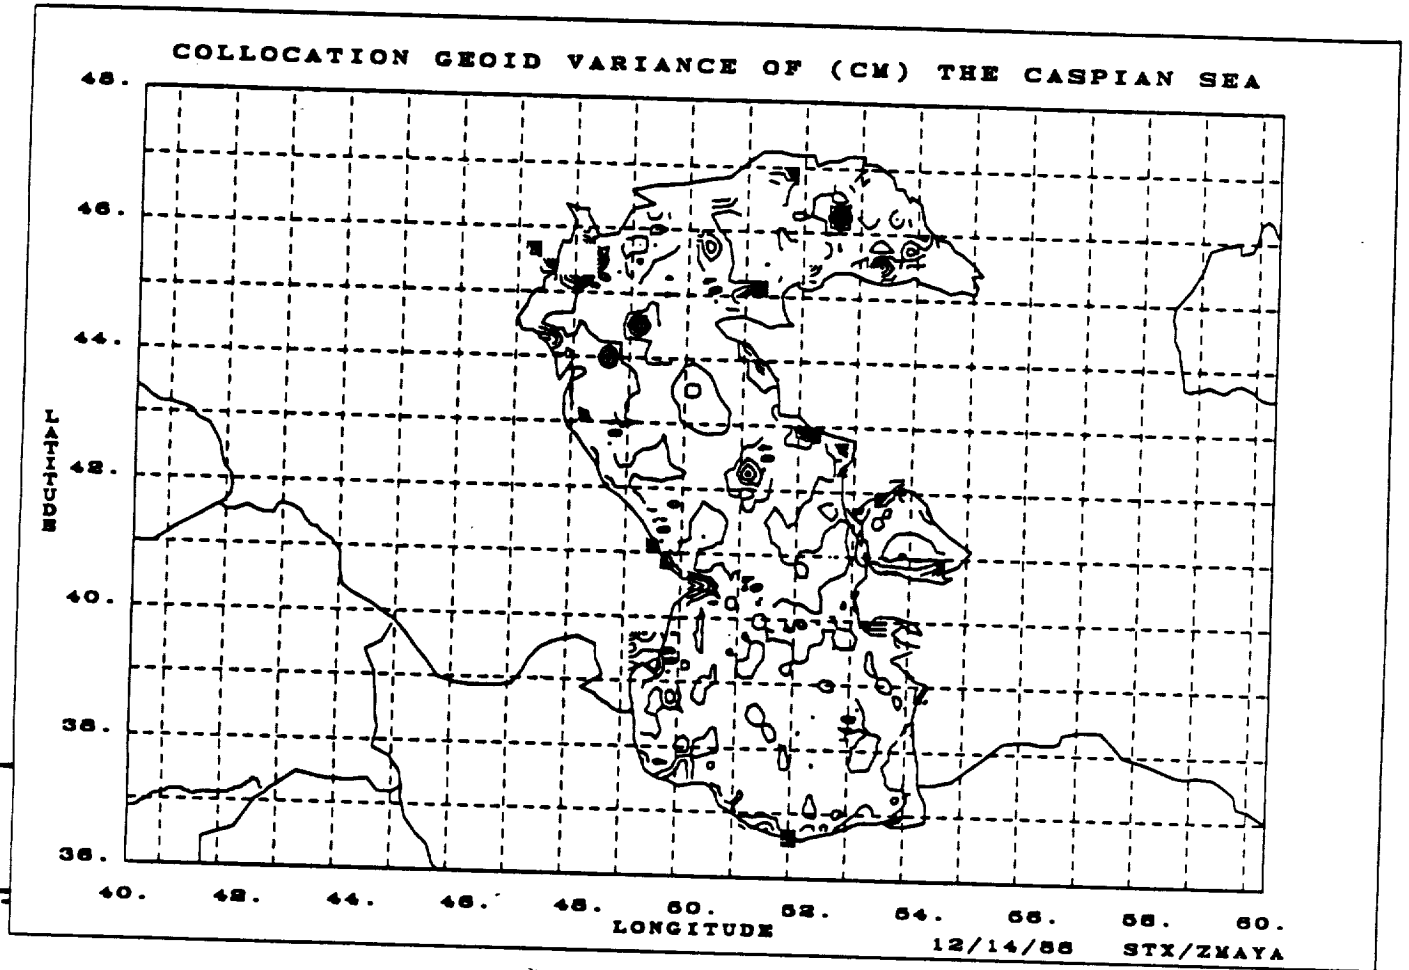 COLLOCATION GEOID VARIANCE OF (CM) THE CASPIAN SEA
48.
46.
44.
42.
40.
38.
36.
LATITUDE
40. 42. 44. 46. 48. 50. 52. 54. 56. 58. 60.
LONGITUDE
12/14/88 STX/ZMAYA